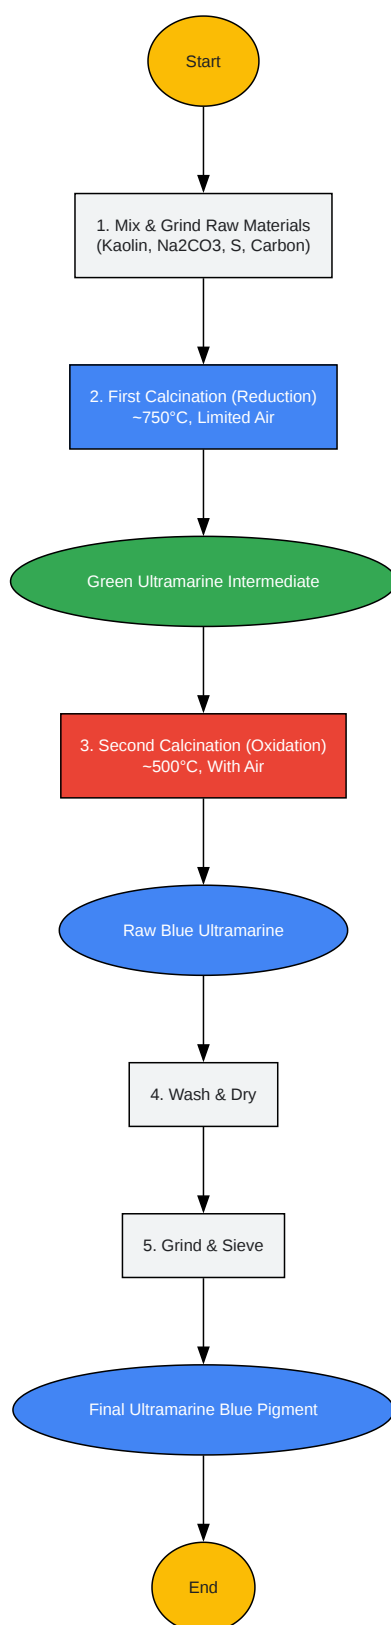 Start
1. Mix & Grind Raw Materials
(Kaolin, Na2CO3, S, Carbon)
2. First Calcination (Reduction)
~750°C, Limited Air
Green Ultramarine Intermediate
3. Second Calcination (Oxidation)
~500°C, With Air
Raw Blue Ultramarine
4. Wash & Dry
5. Grind & Sieve
Final Ultramarine Blue Pigment
End